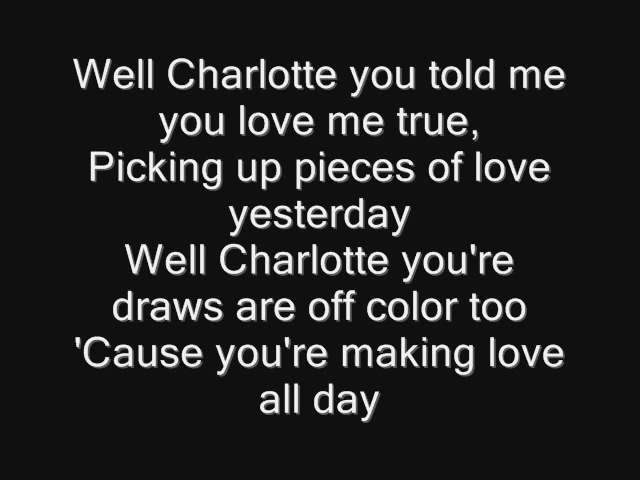 Well Charlotte you told me
you love me true,
Picking up pieces of love
yesterday
Well Charlotte you're
draws are off color too
'Cause you're making love
all day